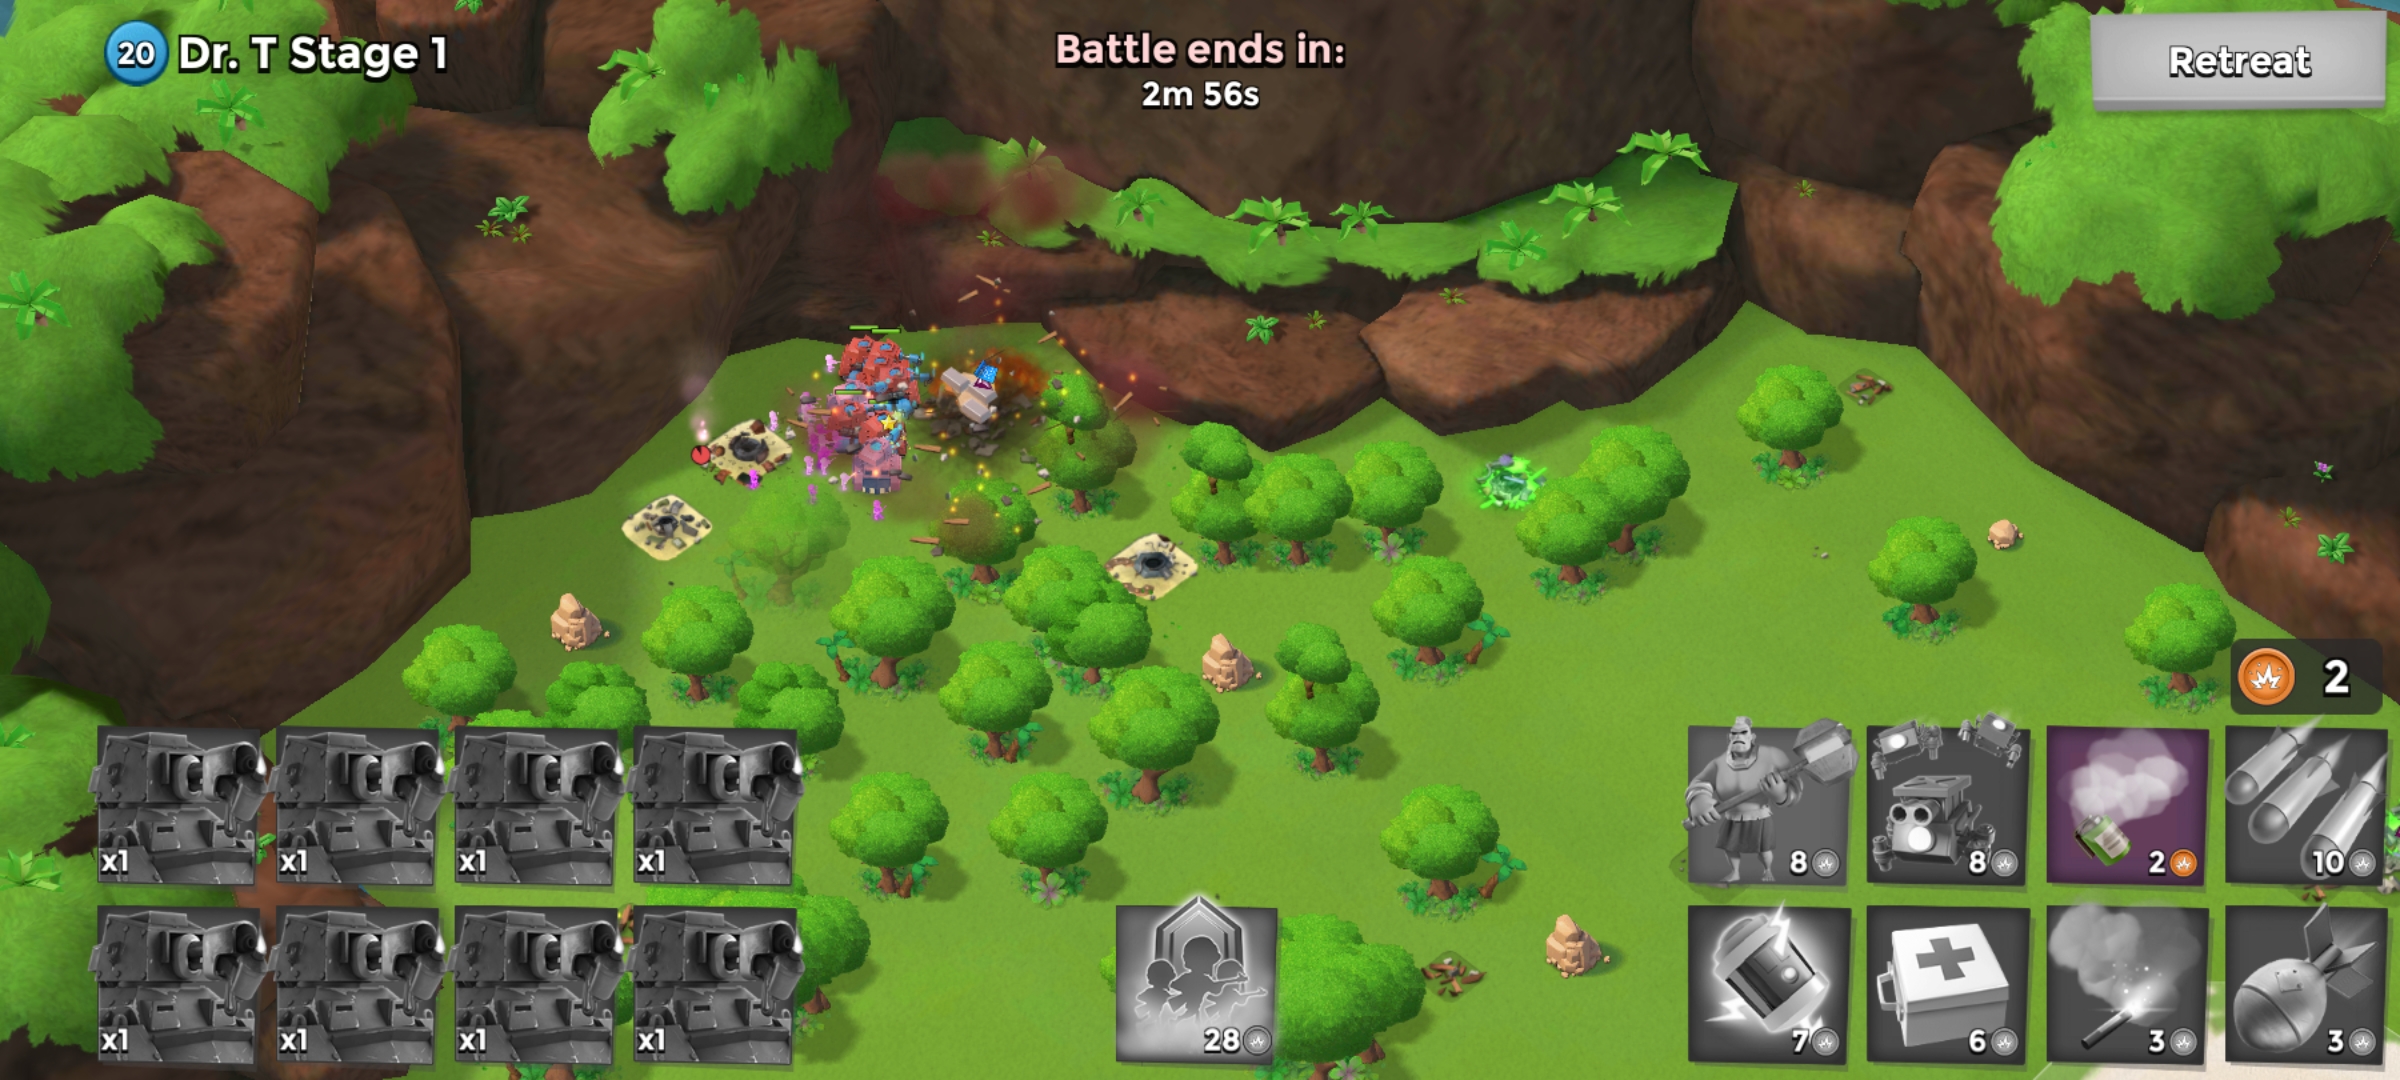 20 Dr. T Stage 1
Battle ends in:
2m 56s
Retreat
2
x1 x1 x1 x1
8 8 2 10
x1 x1 x1 x1
28
7 6 3 3